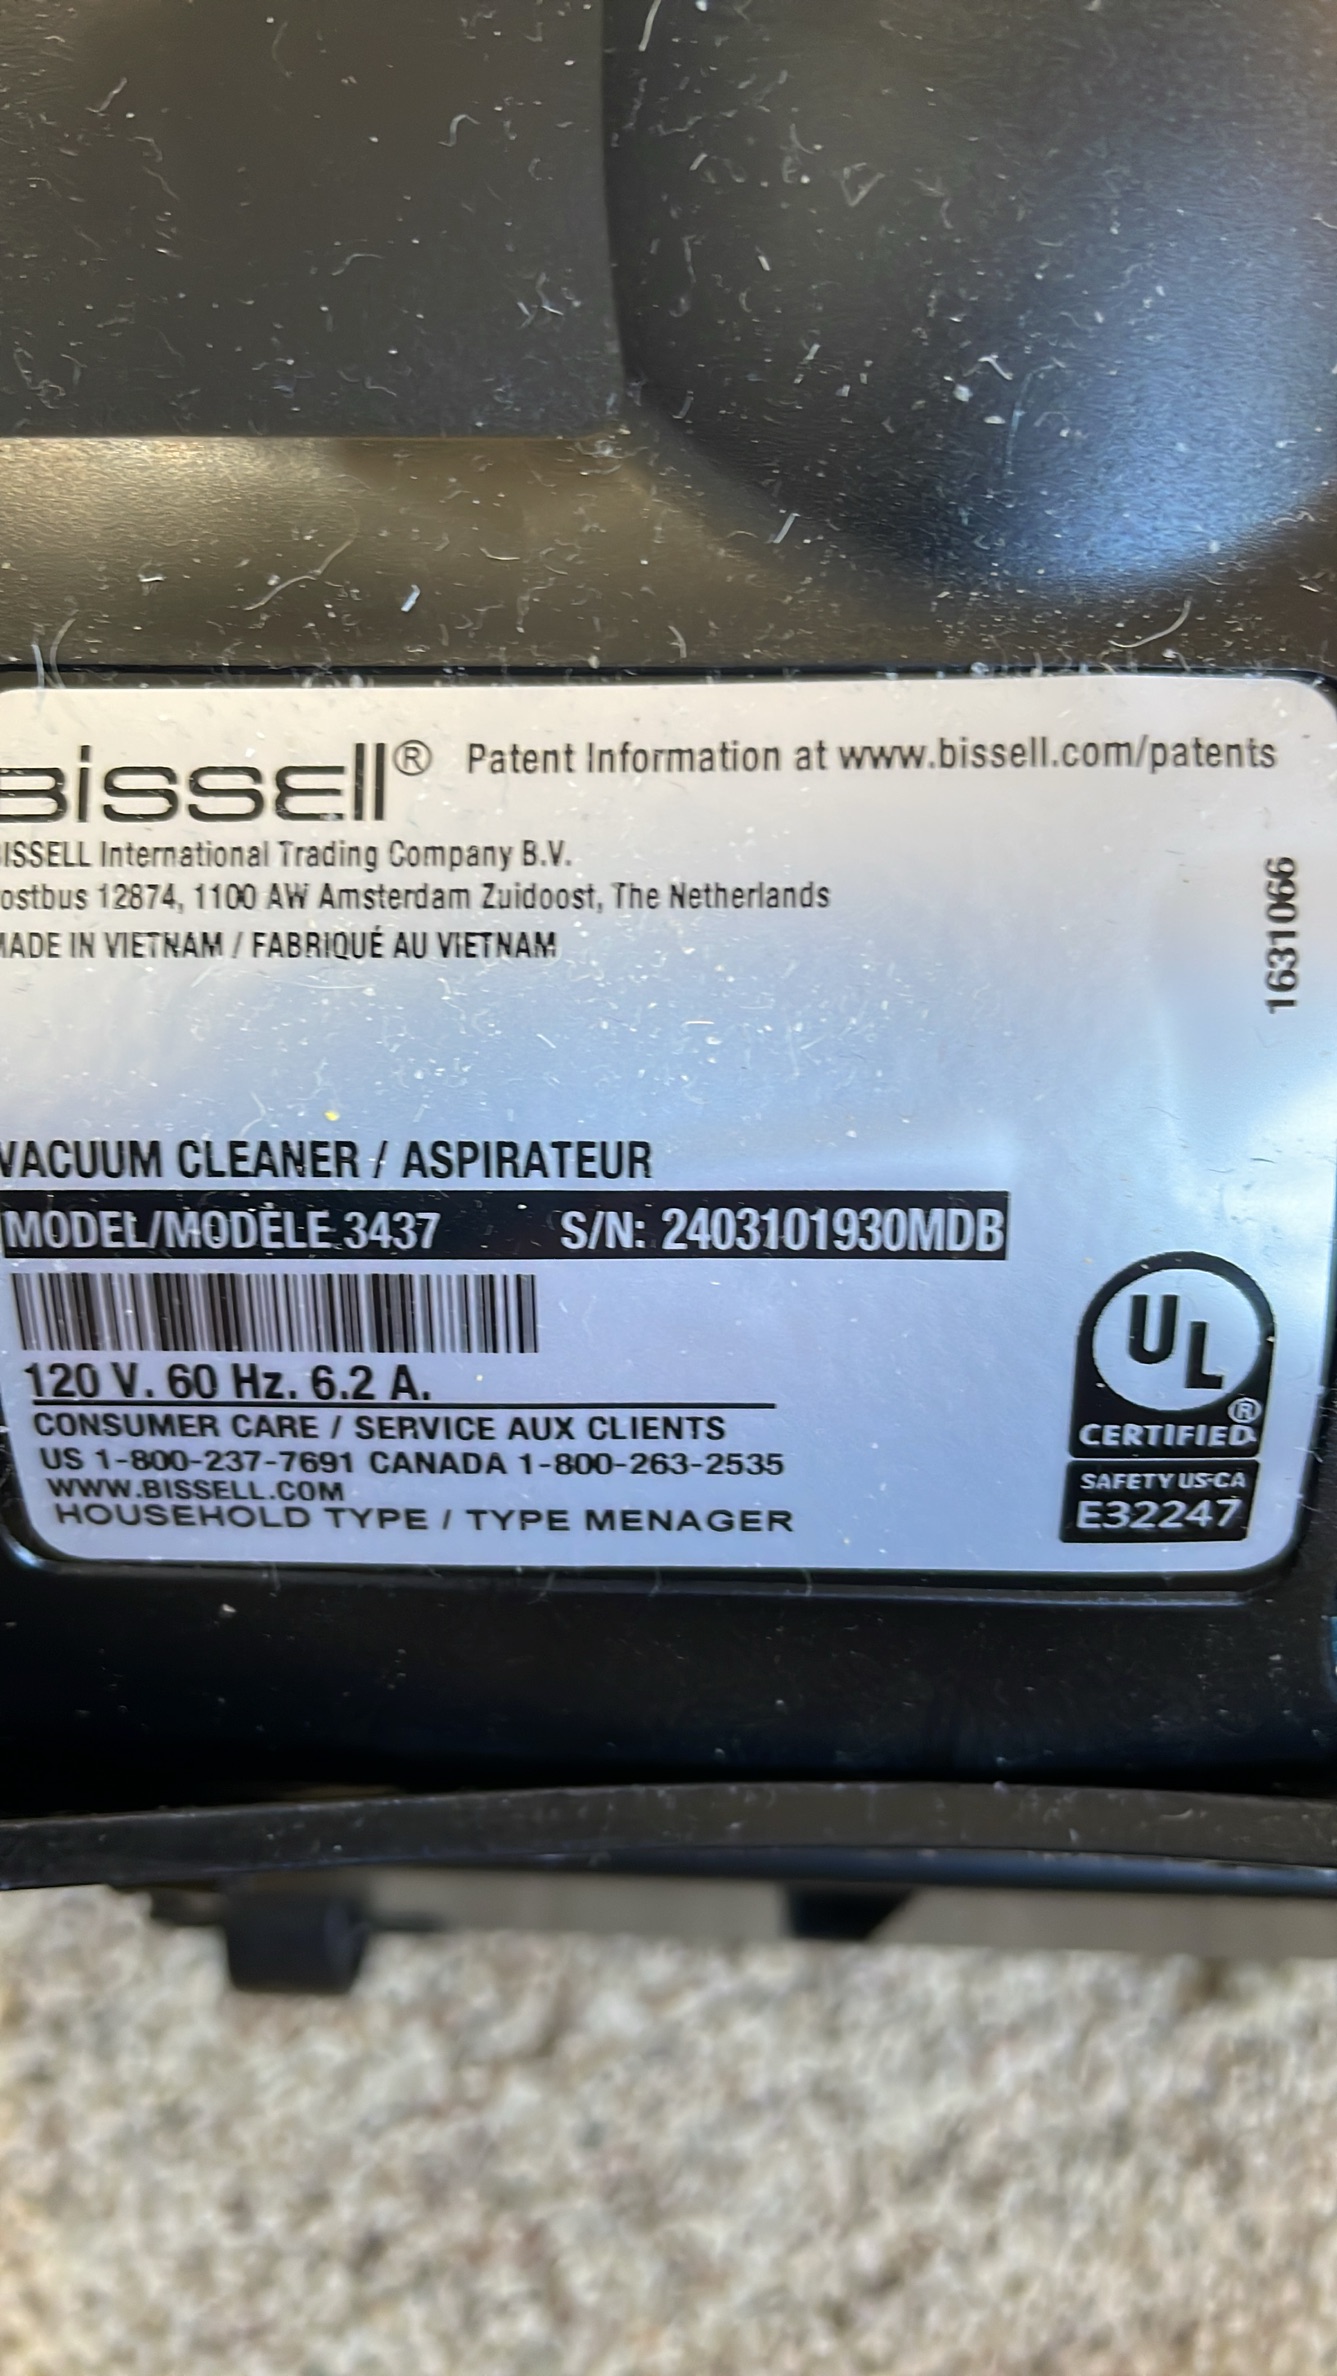 Bissell® Patent Information at www.bissell.com/patents
ISSELL International Trading Company B.V.
ostbus 12874, 1100 AW Amsterdam Zuidoost, The Netherlands
MADE IN VIETNAM / FABRIQUÉ AU VIETNAM
1631066
VACUUM CLEANER / ASPIRATEUR
MODEL/MODÈLE 3437 S/N: 2403101930MDB
120 V. 60 Hz. 6.2 A.
CONSUMER CARE / SERVICE AUX CLIENTS
US 1-800-237-7691 CANADA 1-800-263-2535
WWW.BISSELL.COM
HOUSEHOLD TYPE / TYPE MENAGER
UL®
CERTIFIED
SAFETY US-CA
E32247